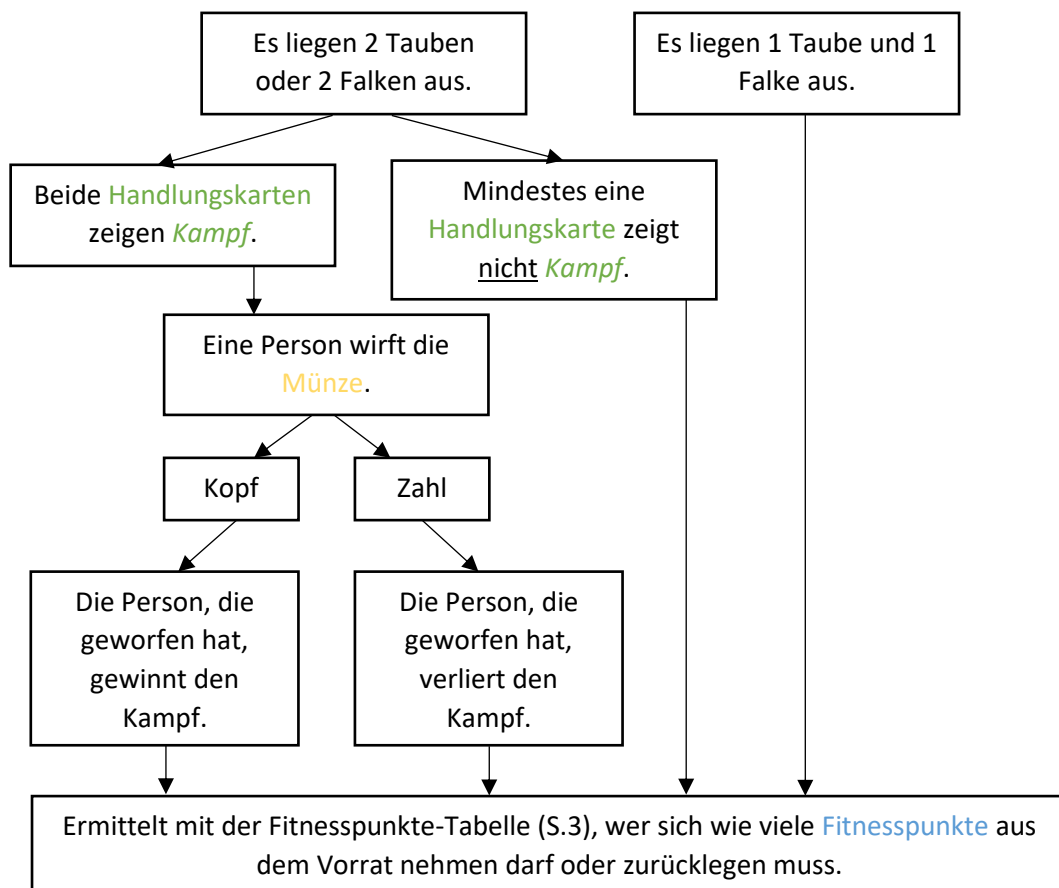 Es liegen 2 Tauben
oder 2 Falken aus.
Es liegen 1 Taube und 1
Falke aus.
Beide Handlungskarten
zeigen Kampf.
Mindestes eine
Handlungskarte zeigt
nicht Kampf.
Eine Person wirft die
Münze.
Kopf
Zahl
Die Person, die
geworfen hat,
gewinnt den
Kampf.
Die Person, die
geworfen hat,
verliert den
Kampf.
Ermittelt mit der Fitnesspunkte-Tabelle (S.3), wer sich wie viele Fitnesspunkte aus
dem Vorrat nehmen darf oder zurücklegen muss.